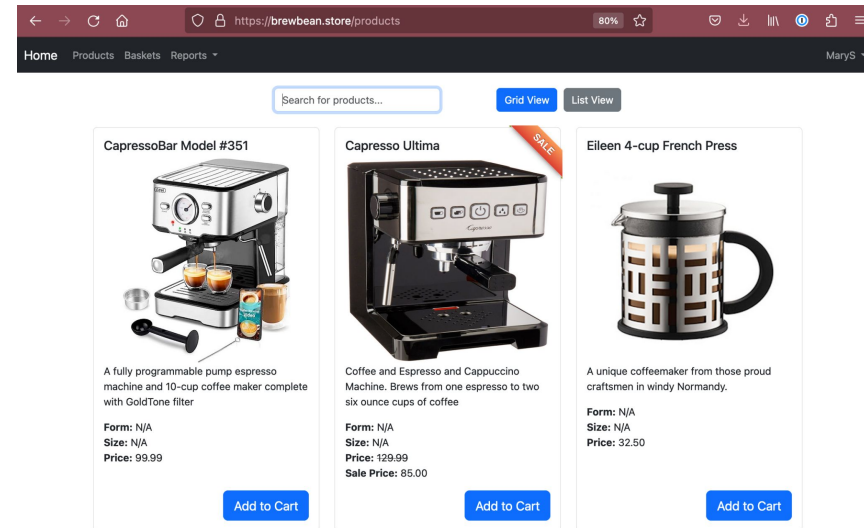 https://brewbean.store/products
80%
Home Products Baskets Reports
MaryS
Search for products...
Grid View
List View
CapressoBar Model #351
Capresso Ultima
SALE
Eileen 4-cup French Press
Capresso
A fully programmable pump espresso
machine and 10-cup coffee maker complete
with GoldTone filter
Form: N/A
Size: N/A
Price: 99.99
Add to Cart
Coffee and Espresso and Cappuccino
Machine. Brews from one espresso to two
six ounce cups of coffee
Form: N/A
Size: N/A
Price: 129.99
Sale Price: 85.00
Add to Cart
A unique coffeemaker from those proud
craftsmen in windy Normandy.
Form: N/A
Size: N/A
Price: 32.50
Add to Cart